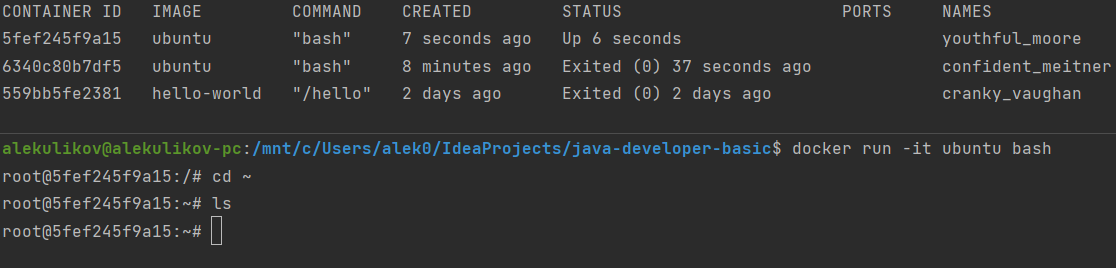 CONTAINER ID   IMAGE         COMMAND    CREATED         STATUS                      PORTS     NAMES
5fef245f9a15   ubuntu        "bash"     7 seconds ago   Up 6 seconds                          youthful_moore
6340c80b7df5   ubuntu        "bash"     8 minutes ago   Exited (0) 37 seconds ago             confident_meitner
559bb5fe2381   hello-world   "/hello"   2 days ago      Exited (0) 2 days ago                 cranky_vaughan
alekulikov@alekulikov-pc:/mnt/c/Users/alek0/IdeaProjects/java-developer-basic$ docker run -it ubuntu bash
root@5fef245f9a15:/# cd ~
root@5fef245f9a15:~# ls
root@5fef245f9a15:~#